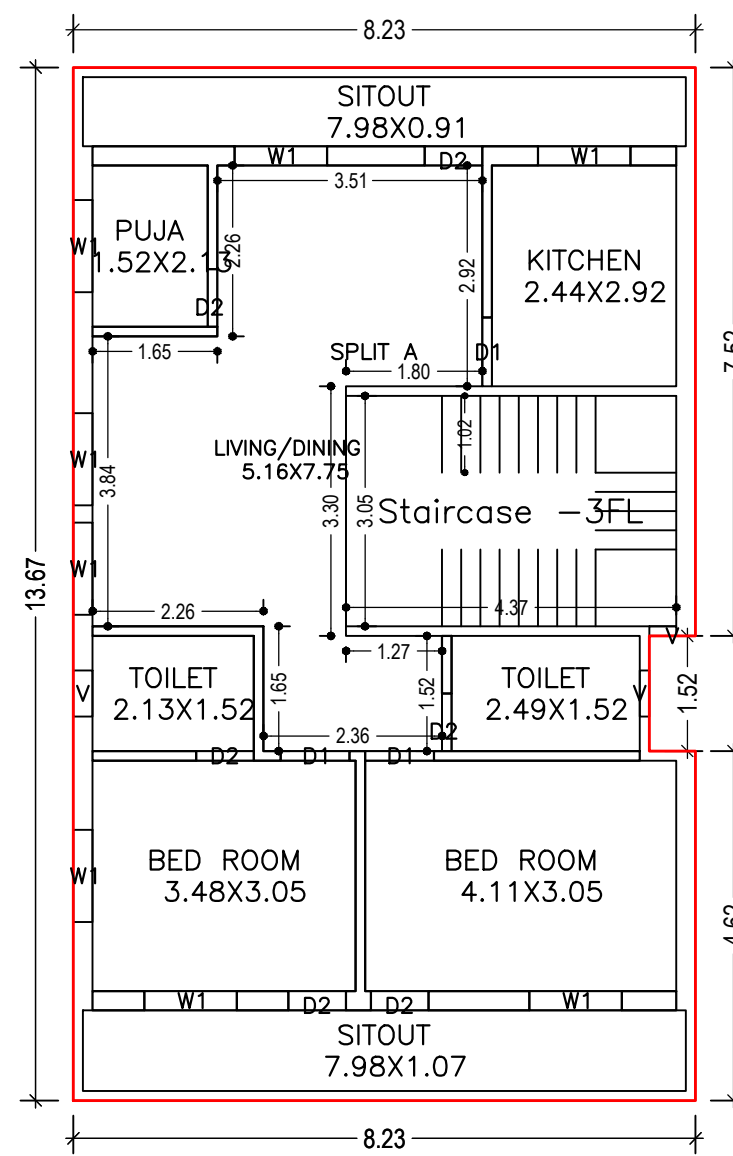 8.23
SITOUT
7.98X0.91
W1
D2
W1
3.51
PUJA
1.52X2.13
W1
2.26
D2
2.92
KITCHEN
2.44X2.92
7.52
1.65
SPLIT A
1.80
D1
LIVING/DINING
5.16X7.75
W1
3.84
3.30
3.05
1.02
Staircase -3FL
W1
13.67
2.26
4.37
V
TOILET
2.13X1.52
V
1.65
1.27
1.52
TOILET
2.49X1.52
V
1.52
2.36
D2
D2
D1
D1
BED ROOM
3.48X3.05
W1
BED ROOM
4.11X3.05
4.62
W1
D2
D2
W1
SITOUT
7.98X1.07
8.23